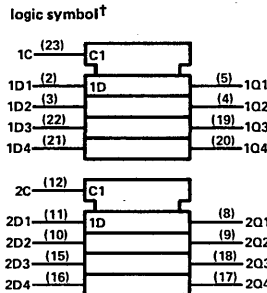 logic symbol†
1C (23) C1
1D1 (2) 1D (5) 1Q1
1D2 (3) (4) 1Q2
1D3 (22) (19) 1Q3
1D4 (21) (20) 1Q4
2C (12) C1
2D1 (11) 1D (8) 2Q1
2D2 (10) (9) 2Q2
2D3 (15) (18) 2Q3
2D4 (16) (17) 2Q4